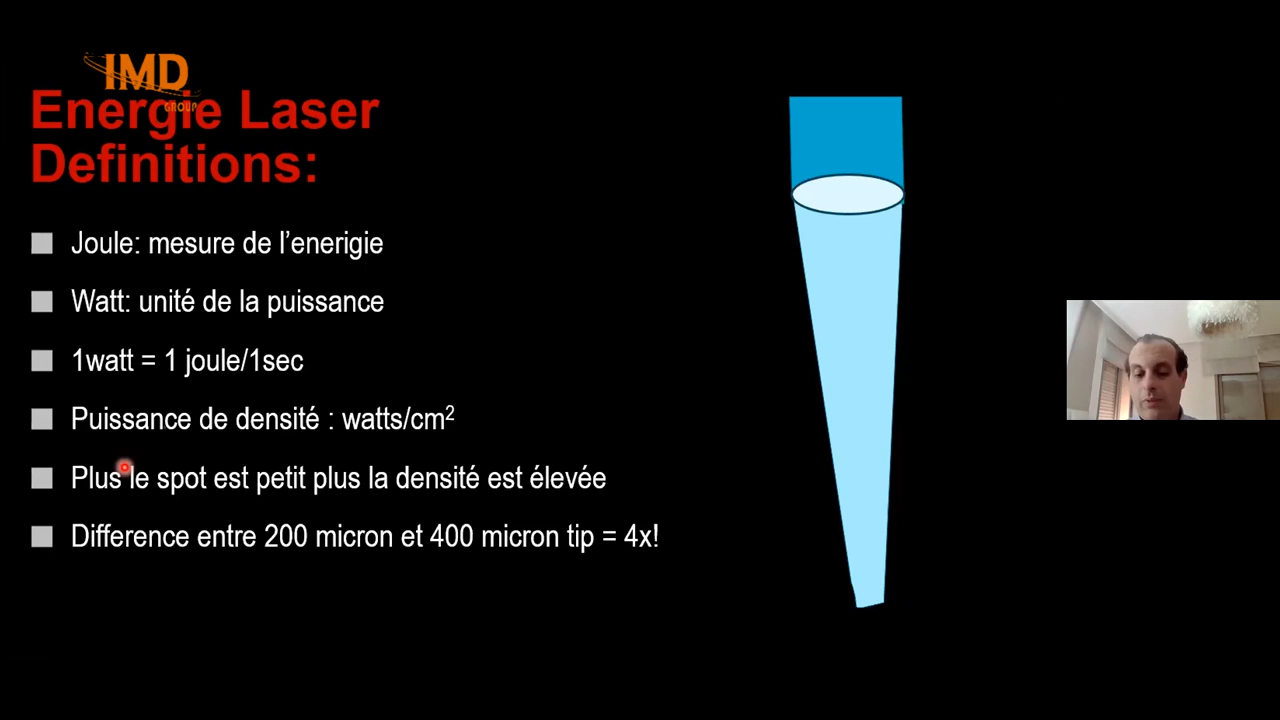 IMD
GROUP
Energie Laser
Definitions:
Joule: mesure de l’enerigie
Watt: unité de la puissance
1watt = 1 joule/1sec
Puissance de densité : watts/cm²
Plus le spot est petit plus la densité est élevée
Difference entre 200 micron et 400 micron tip = 4x!